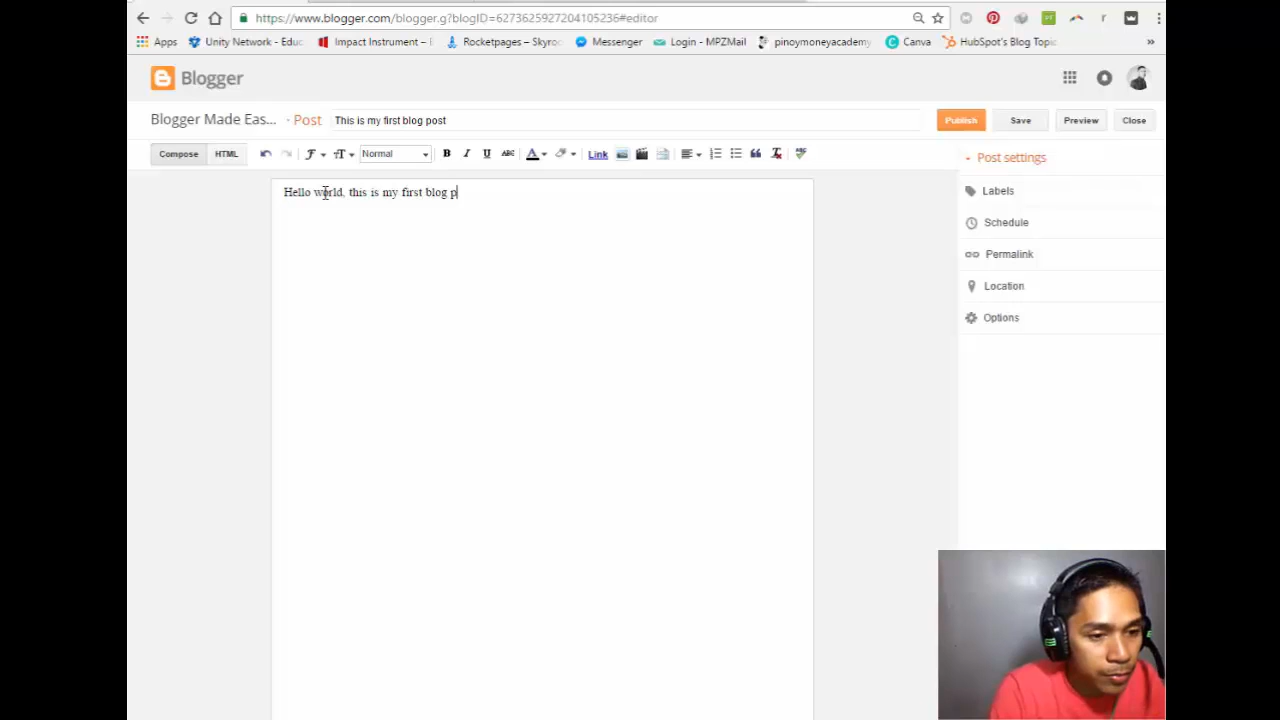 https://www.blogger.com/blogger.g?blogID=6273625927204105236#editor
Apps Unity Network - Educ Impact Instrument – I Rocketpages – Skyroc Messenger Login - MPZMail pinoymoneyacademy Canva HubSpot's Blog Topic »
Blogger
Blogger Made Eas... · Post This is my first blog post Publish Save Preview Close
Compose HTML Normal B I U ABC A Link
Post settings
Hello world, this is my first blog p
Labels
Schedule
Permalink
Location
Options